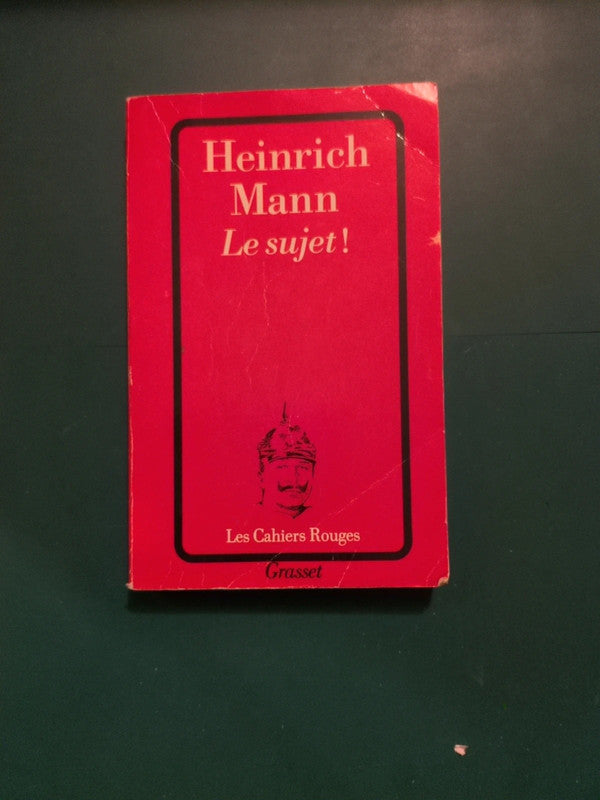 Heinrich
Mann
Le sujet !
Les Cahiers Rouges
Grasset